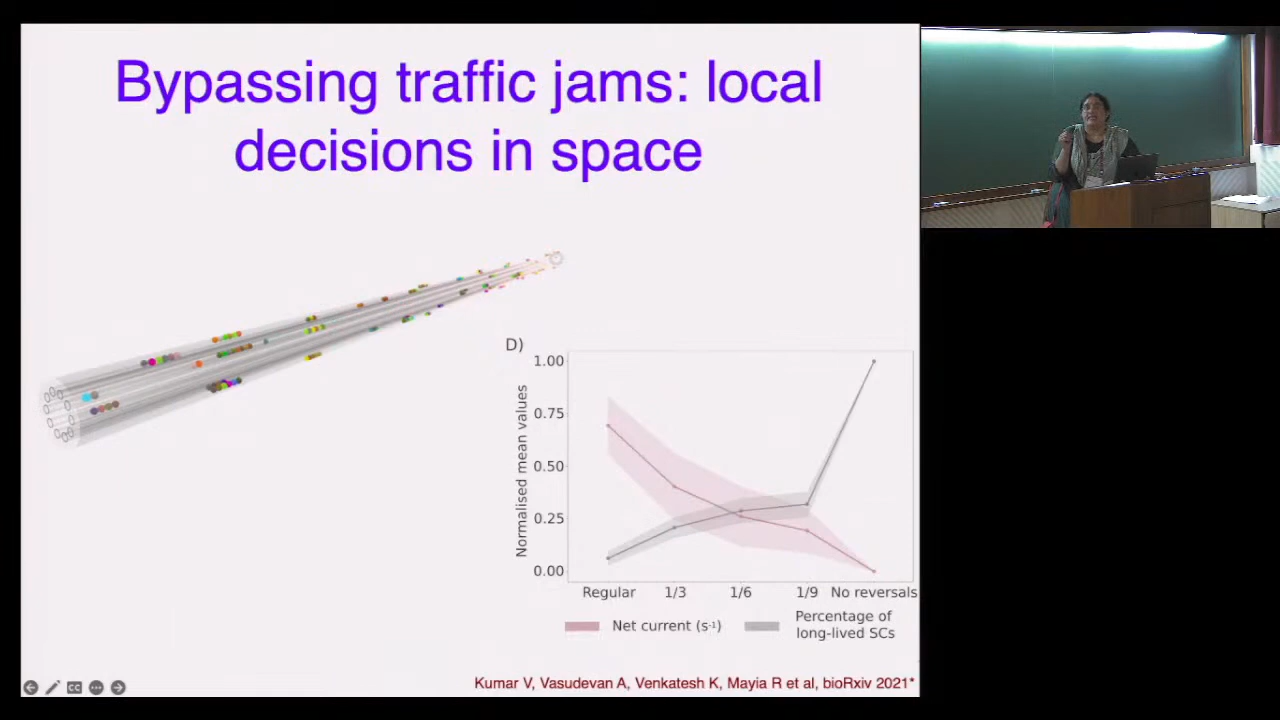 Bypassing traffic jams: local
decisions in space
D)
1.00
0.75
0.50
0.25
0.00
Normalised mean values
Regular 1/3 1/6 1/9 No reversals
Net current (s-1)
Percentage of
long-lived SCs
CC
Kumar V, Vasudevan A, Venkatesh K, Mayia R et al, bioRxiv 2021*